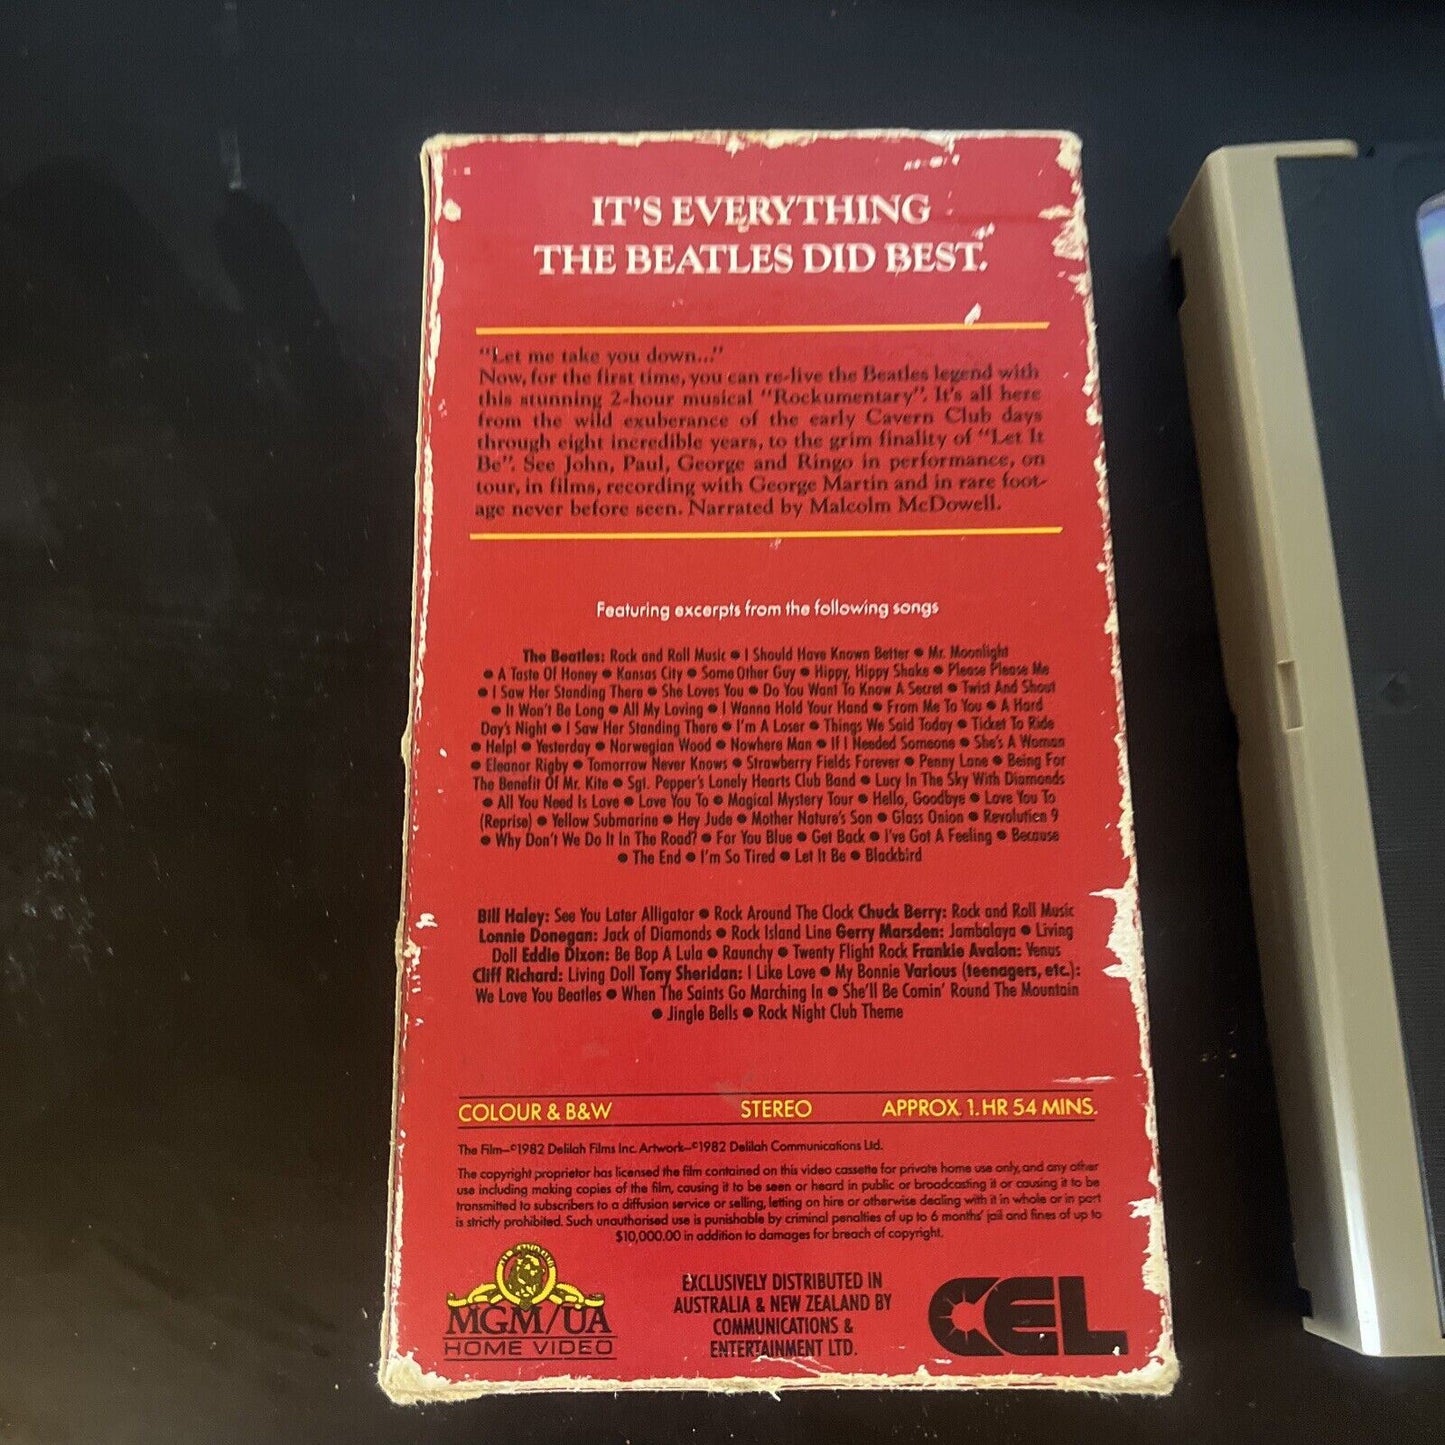 IT'S EVERYTHING
THE BEATLES DID BEST.
"Let me take you down..."
Now, for the first time, you can re-live the Beatles legend with
this stunning 2-hour musical "Rockumentary". It's all here
from the wild exuberance of the early Cavern Club days
through eight incredible years, to the grim finality of "Let It
Be". See John, Paul, George and Ringo in performance, on
tour, in films, recording with George Martin and in rare foot-
age never before seen. Narrated by Malcolm McDowell.
Featuring excerpts from the following songs
The Beatles: Rock and Roll Music • I Should Have Known Better • Mr. Moonlight
• A Taste Of Honey • Kansas City • Some Other Guy • Hippy, Hippy Shake • Please Please Me
• I Saw Her Standing There • She Loves You • Do You Want To Know A Secret • Twist And Shout
• It Won't Be Long • All My Loving • I Wanna Hold Your Hand • From Me To You • A Hard
Day's Night • I Saw Her Standing There • I'm A Loser • Things We Said Today • Ticket To Ride
• Help! • Yesterday • Norwegian Wood • Nowhere Man • If I Needed Someone • She's A Woman
• Eleanor Rigby • Tomorrow Never Knows • Strawberry Fields Forever • Penny Lane • Being For
The Benefit Of Mr. Kite • Sgt. Pepper's Lonely Hearts Club Band • Lucy In The Sky With Diamonds
• All You Need Is Love • Love You To • Magical Mystery Tour • Hello, Goodbye • Love You To
(Reprise) • Yellow Submarine • Hey Jude • Mother Nature's Son • Glass Onion • Revolution 9
• Why Don't We Do It In The Road? • For You Blue • Get Back • I've Got A Feeling • Because
• The End • I'm So Tired • Let It Be • Blackbird
Bill Haley: See You Later Alligator • Rock Around The Clock Chuck Berry: Rock and Roll Music
Lonnie Donegan: Jack of Diamonds • Rock Island Line Gerry Marsden: Jambalaya • Living
Doll Eddie Dixon: Be Bop A Lula • Raunchy • Twenty Flight Rock Frankie Avalon: Venus
Cliff Richard: Living Doll Tony Sheridan: I Like Love • My Bonnie Various (teenagers, etc.):
We Love You Beatles • When The Saints Go Marching In • She'll Be Comin' Round The Mountain
• Jingle Bells • Rock Night Club Theme
COLOUR & B&W STEREO APPROX. 1. HR 54 MINS.
The Film—©1982 Delilah Films Inc. Artwork—©1982 Delilah Communications Ltd.
The copyright proprietor has licensed the film contained on this video cassette for private home use only, and any other
use including making copies of the film, causing it to be seen or heard in public or broadcasting it or causing it to be
transmitted to subscribers to a diffusion service or selling, letting on hire or otherwise dealing with it in whole or in part
is strictly prohibited. Such unauthorised use is punishable by criminal penalties of up to 6 months' jail and fines of up to
$10,000.00 in addition to damages for breach of copyright.
MGM/UA
HOME VIDEO
EXCLUSIVELY DISTRIBUTED IN
AUSTRALIA & NEW ZEALAND BY
COMMUNICATIONS &
ENTERTAINMENT LTD.
CEL